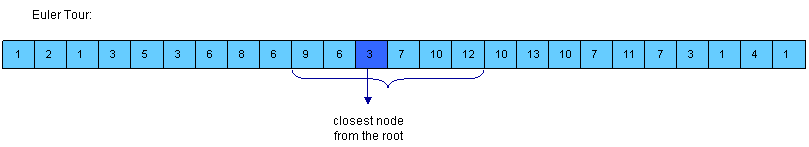 Euler Tour:
1 2 1 3 5 3 6 8 6 9 6 3 7 10 12 10 13 10 7 11 7 3 1 4 1
closest node
from the root